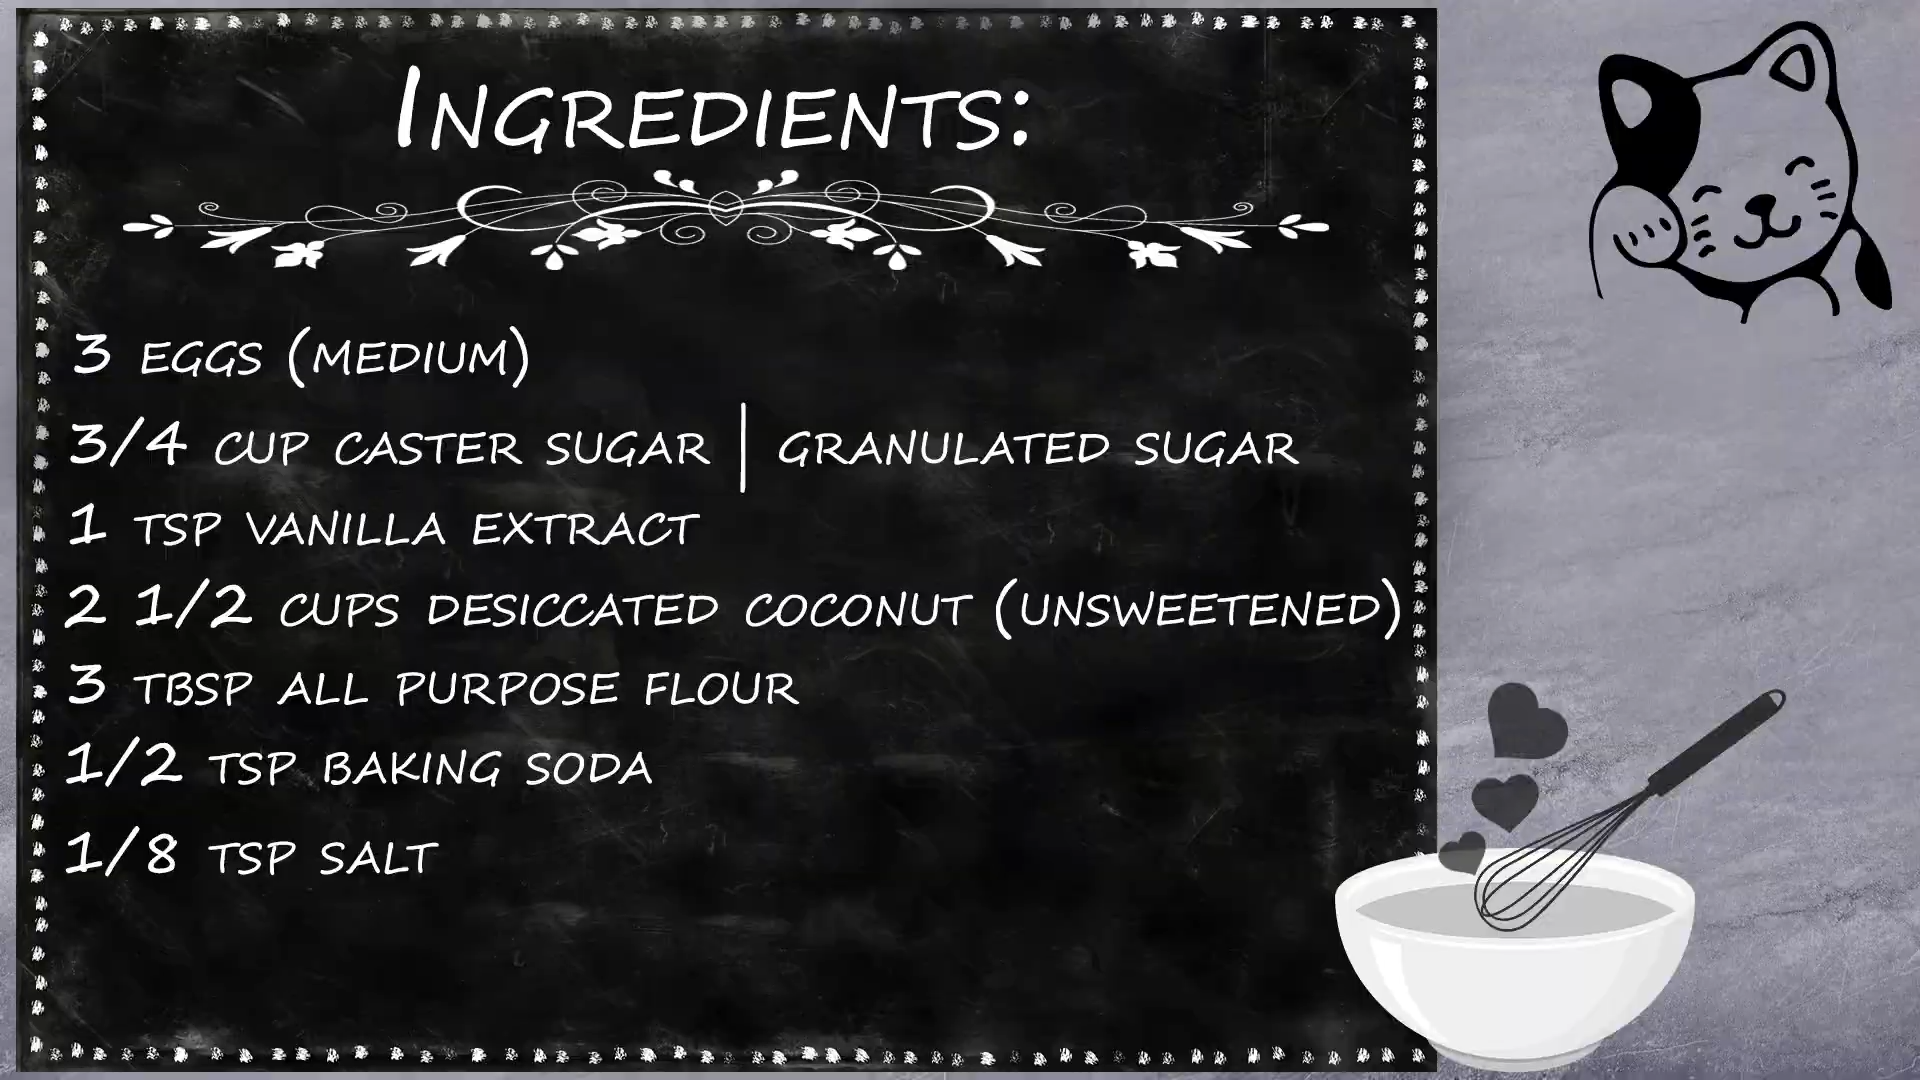 INGREDIENTS:
3 EGGS (MEDIUM)
3/4 CUP CASTER SUGAR | GRANULATED SUGAR
1 TSP VANILLA EXTRACT
2 1/2 CUPS DESICCATED COCONUT (UNSWEETENED)
3 TBSP ALL PURPOSE FLOUR
1/2 TSP BAKING SODA
1/8 TSP SALT